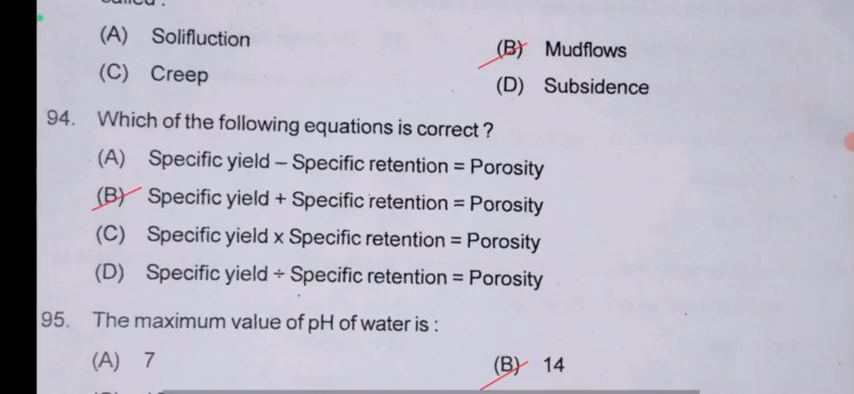 (A) Solifluction
(B) Mudflows
(C) Creep
(D) Subsidence
94. Which of the following equations is correct ?
(A) Specific yield – Specific retention = Porosity
(B) Specific yield + Specific retention = Porosity
(C) Specific yield x Specific retention = Porosity
(D) Specific yield ÷ Specific retention = Porosity
95. The maximum value of pH of water is :
(A) 7
(B) 14